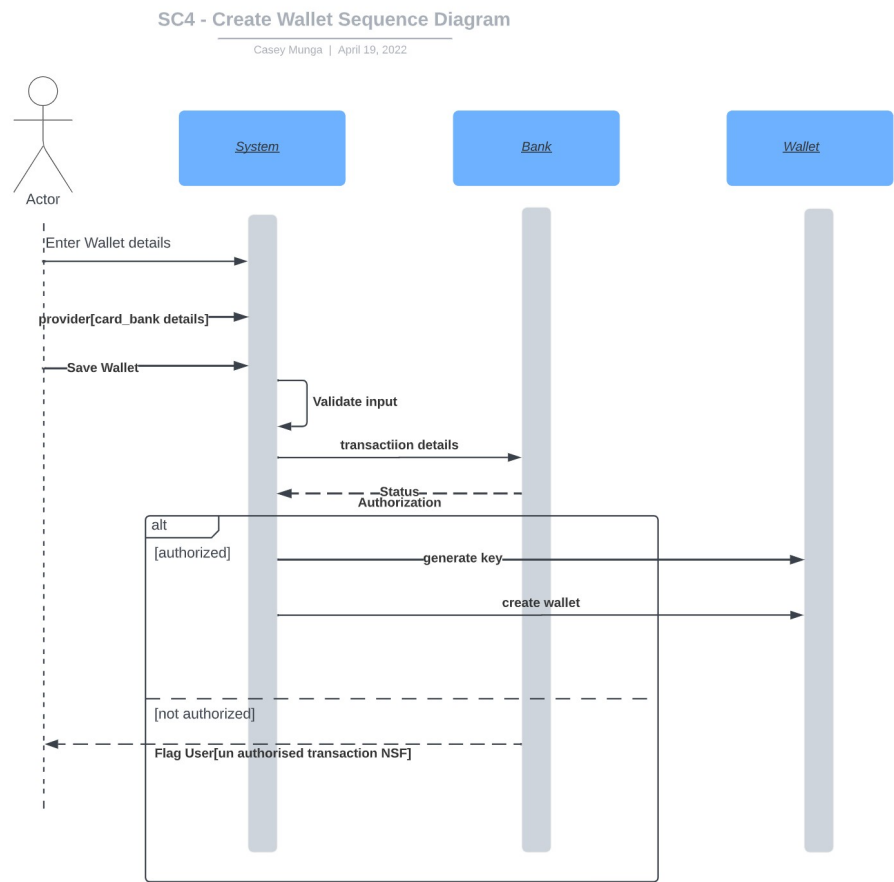 SC4 - Create Wallet Sequence Diagram
Casey Munga | April 19, 2022
System
Bank
Wallet
Actor
Enter Wallet details
provider[card_bank details]
Save Wallet
Validate input
transactiion details
Status
Authorization
alt
[authorized]
generate key
create wallet
[not authorized]
Flag User[un authorised transaction NSF]